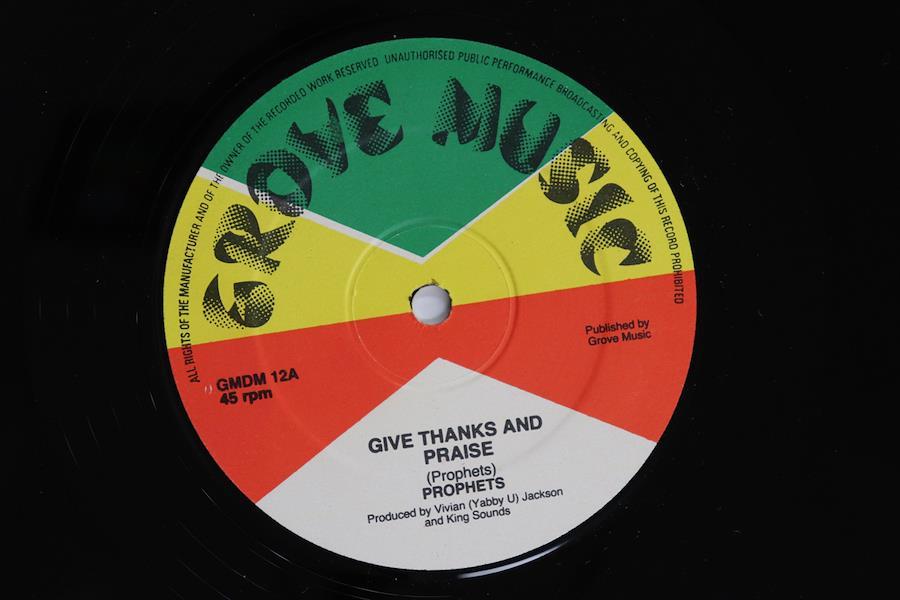 ALL RIGHTS OF THE MANUFACTURER AND OF THE OWNER OF THE RECORDED WORK RESERVED UNAUTHORISED PUBLIC PERFORMANCE BROADCASTING AND COPYING OF THIS RECORD PROHIBITED
GROVE MUSIC
Published by
Grove Music
GMDM 12A
45 rpm
GIVE THANKS AND
PRAISE
(Prophets)
PROPHETS
Produced by Vivian (Yabby U) Jackson
and King Sounds